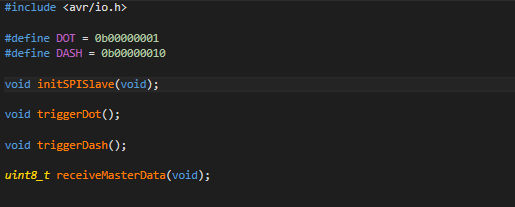 #include <avr/io.h>
#define DOT = 0b00000001
#define DASH = 0b00000010
void initSPISlave(void);
void triggerDot();
void triggerDash();
uint8_t receiveMasterData(void);